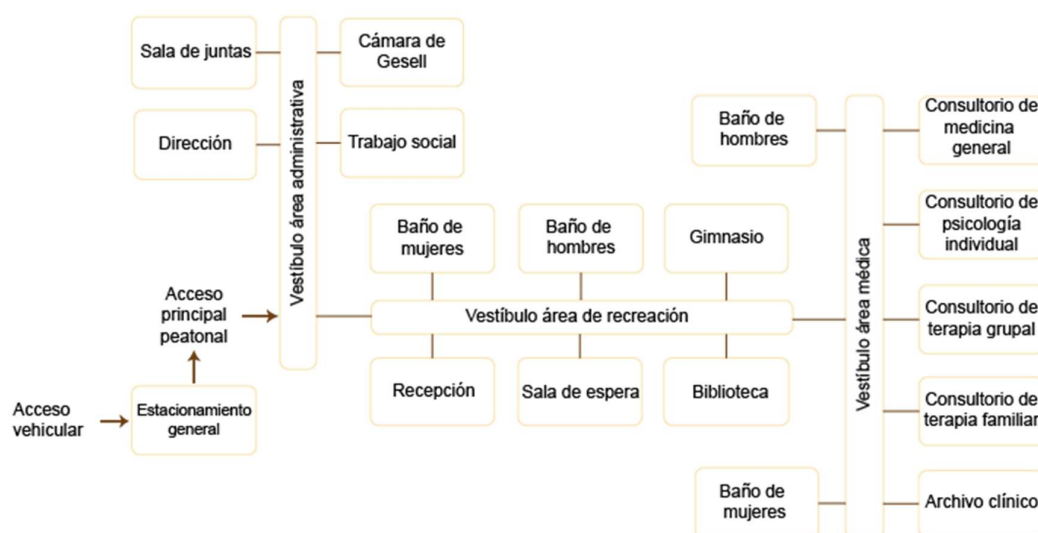 Sala de juntas
Cámara de
Gesell
Dirección
Trabajo social
Vestíbulo área administrativa
Acceso
principal
peatonal
Acceso
vehicular
Estacionamiento
general
Baño de
mujeres
Baño de
hombres
Gimnasio
Vestíbulo área de recreación
Recepción
Sala de espera
Biblioteca
Baño de
hombres
Baño de
mujeres
Vestíbulo área médica
Consultorio de
medicina
general
Consultorio de
psicología
individual
Consultorio de
terapia grupal
Consultorio de
terapia familiar
Archivo clínico